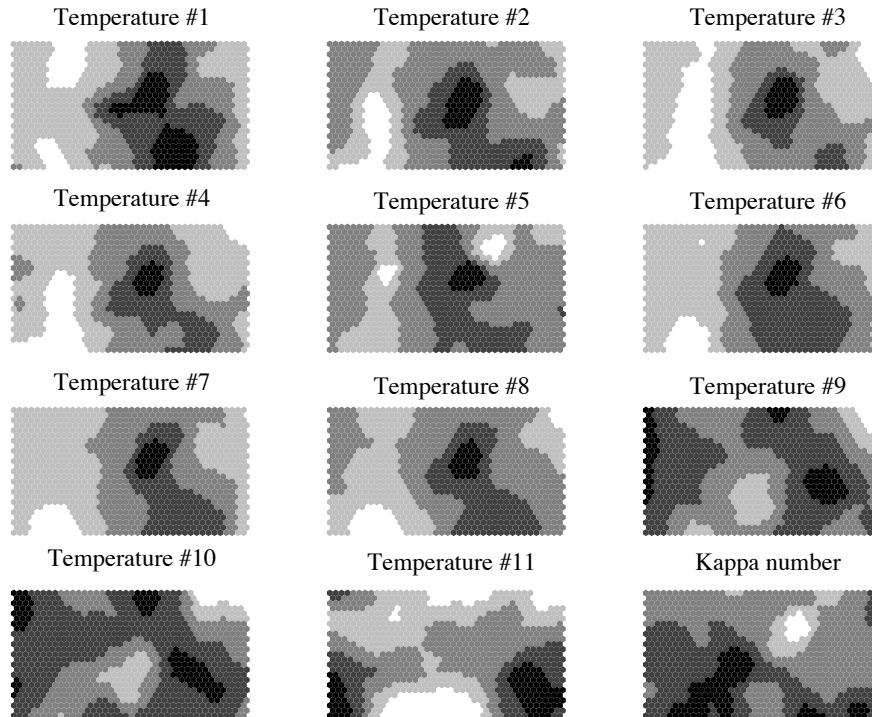 Temperature #1
Temperature #2
Temperature #3
Temperature #4
Temperature #5
Temperature #6
Temperature #7
Temperature #8
Temperature #9
Temperature #10
Temperature #11
Kappa number